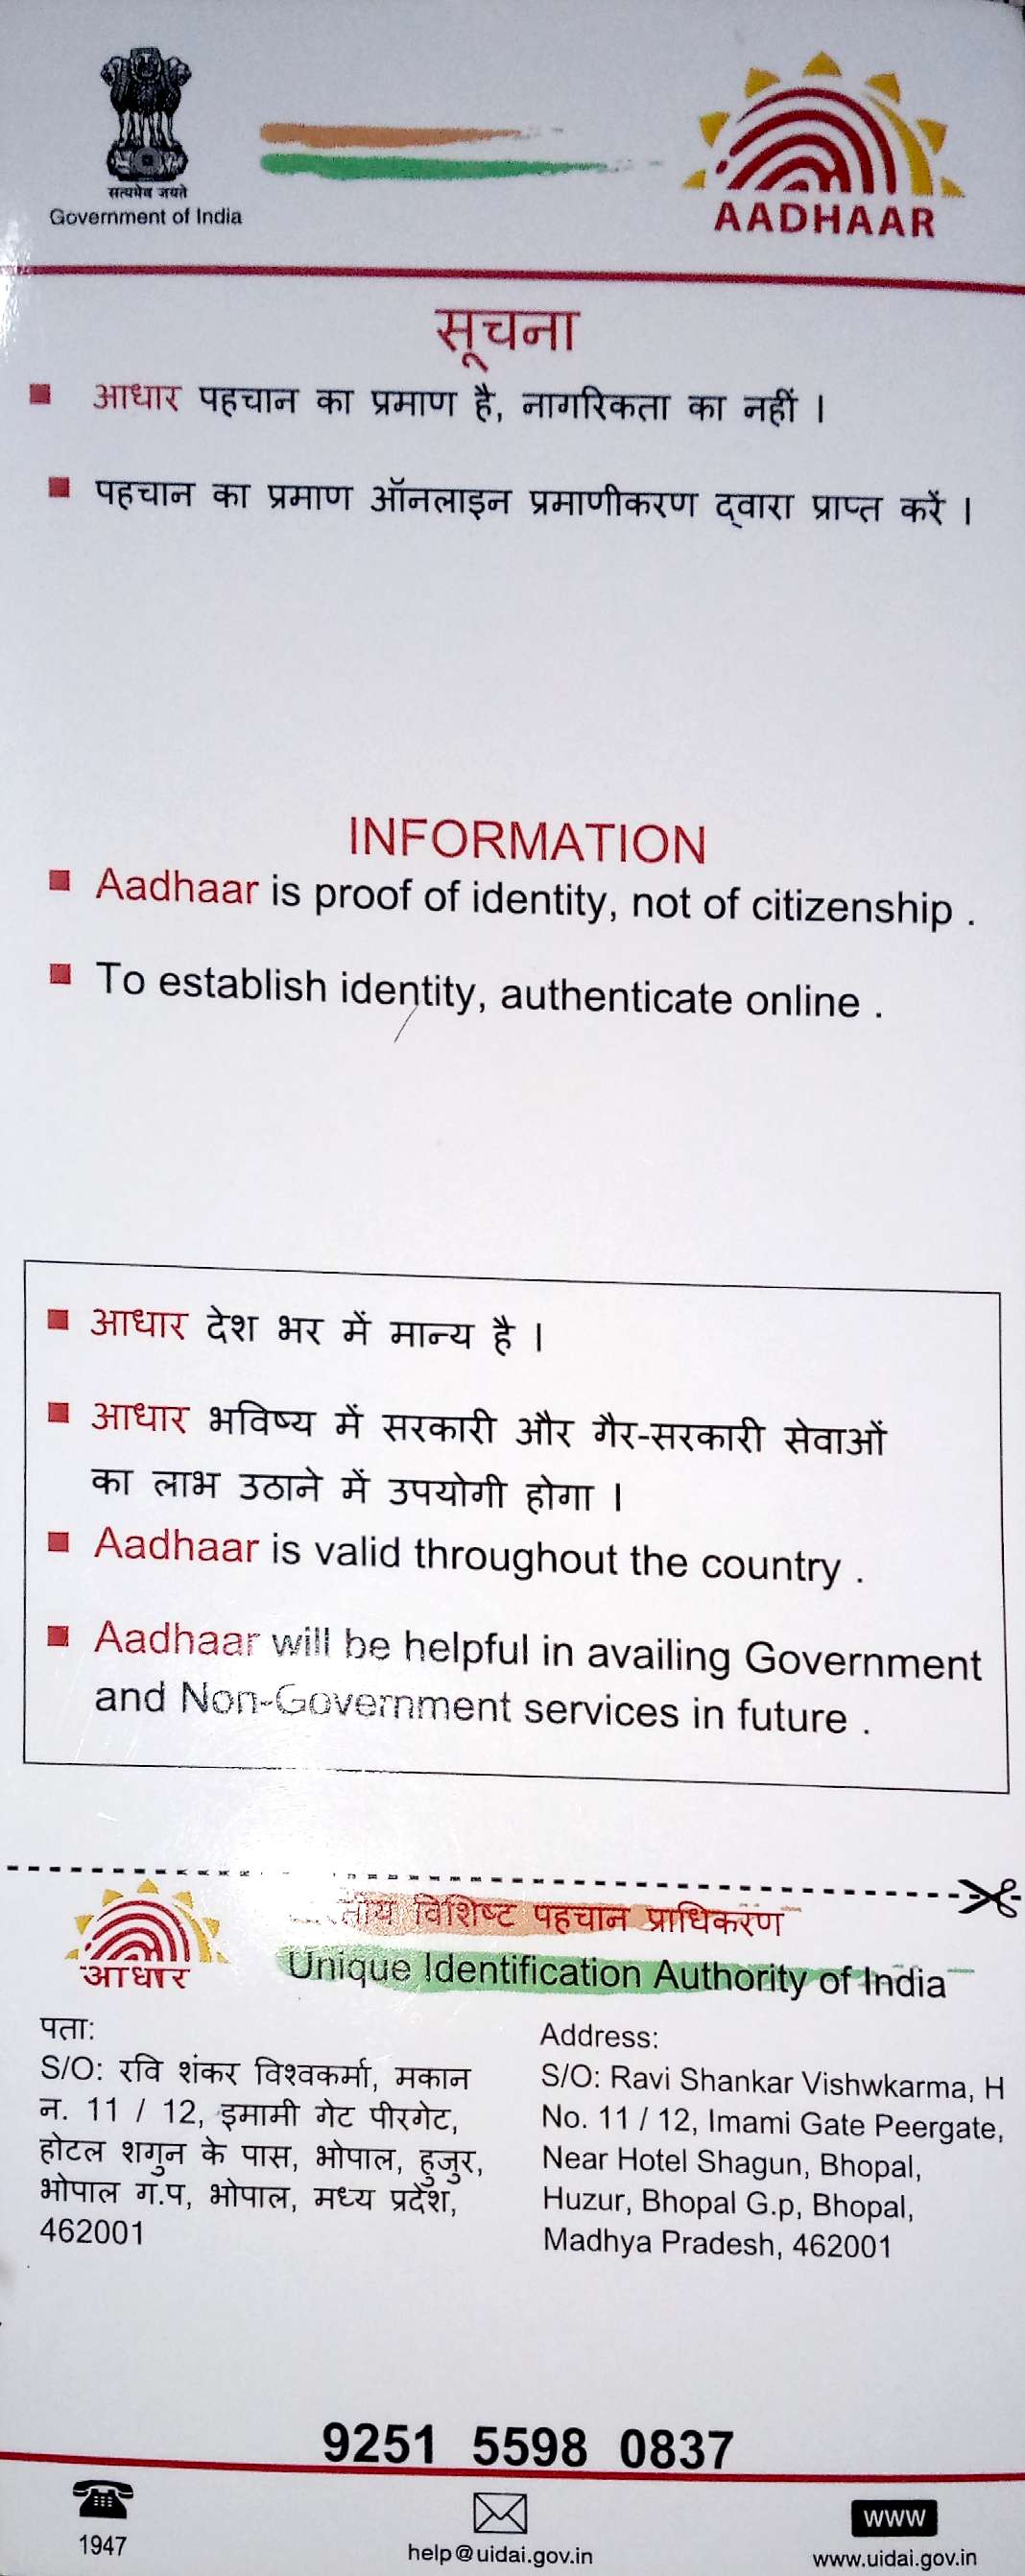 सत्यमेव जयते
Government of India
AADHAAR
सूचना
आधार पहचान का प्रमाण है, नागरिकता का नहीं ।
पहचान का प्रमाण ऑनलाइन प्रमाणीकरण द्वारा प्राप्त करें ।
INFORMATION
Aadhaar is proof of identity, not of citizenship .
To establish identity, authenticate online .
आधार देश भर में मान्य है ।
आधार भविष्य में सरकारी और गैर-सरकारी सेवाओं
का लाभ उठाने में उपयोगी होगा ।
Aadhaar is valid throughout the country .
Aadhaar will be helpful in availing Government
and Non-Government services in future .
विशिष्ट पहचान प्राधिकरण
आधार
Unique Identification Authority of India
पता:
S/O: रवि शंकर विश्वकर्मा, मकान
न. 11 / 12, इमामी गेट पीरगेट,
होटल शगुन के पास, भोपाल, हुजुर,
भोपाल ग.प, भोपाल, मध्य प्रदेश,
462001
Address:
S/O: Ravi Shankar Vishwkarma, H
No. 11 / 12, Imami Gate Peergate,
Near Hotel Shagun, Bhopal,
Huzur, Bhopal G.p, Bhopal,
Madhya Pradesh, 462001
9251 5598 0837
1947
help@uidai.gov.in
www
www.uidai.gov.in